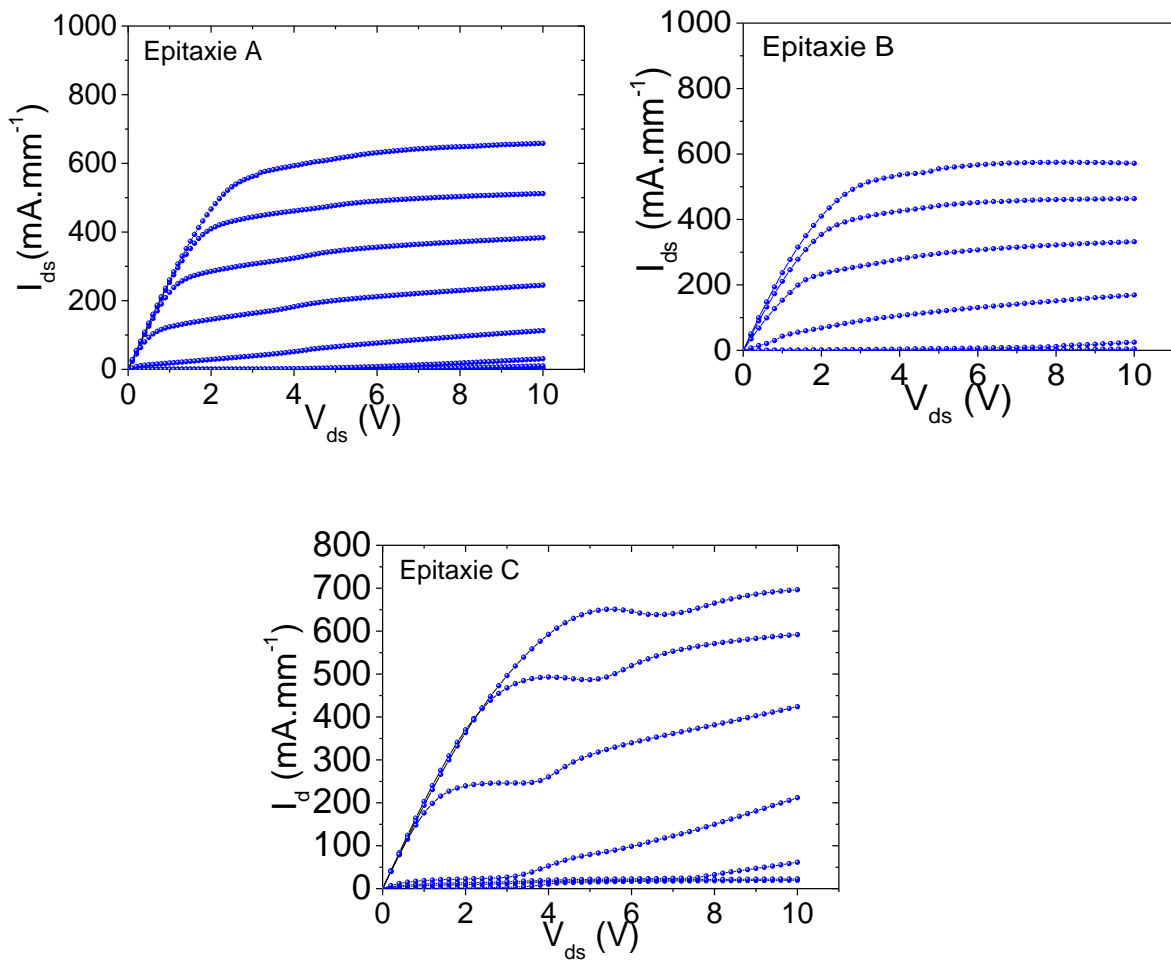 Epitaxie A
1000
800
600
400
200
0
I_ds(mA.mm^-1)
0 2 4 6 8 10
V_ds (V)
Epitaxie B
1000
800
600
400
200
0
I_ds (mA.mm^-1)
0 2 4 6 8 10
V_ds (V)
Epitaxie C
800
700
600
500
400
300
200
100
0
I_d (mA.mm^-1)
0 2 4 6 8 10
V_ds (V)